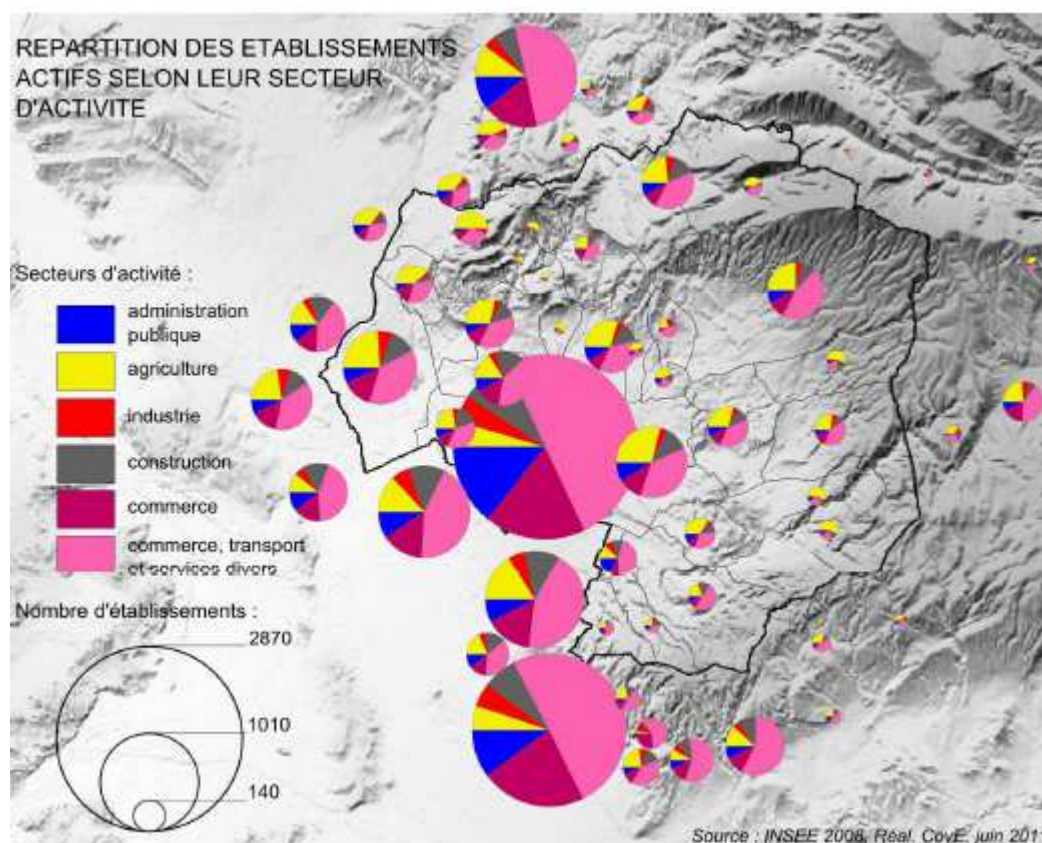 REPARTITION DES ETABLISSEMENTS
ACTIFS SELON LEUR SECTEUR
D'ACTIVITE
Secteurs d'activité :
administration
publique
agriculture
industrie
construction
commerce
commerce, transport
et services divers
Nombre d'établissements :
2870
1010
140
Source : INSEE 2008, Réal. CovE, juin 2011